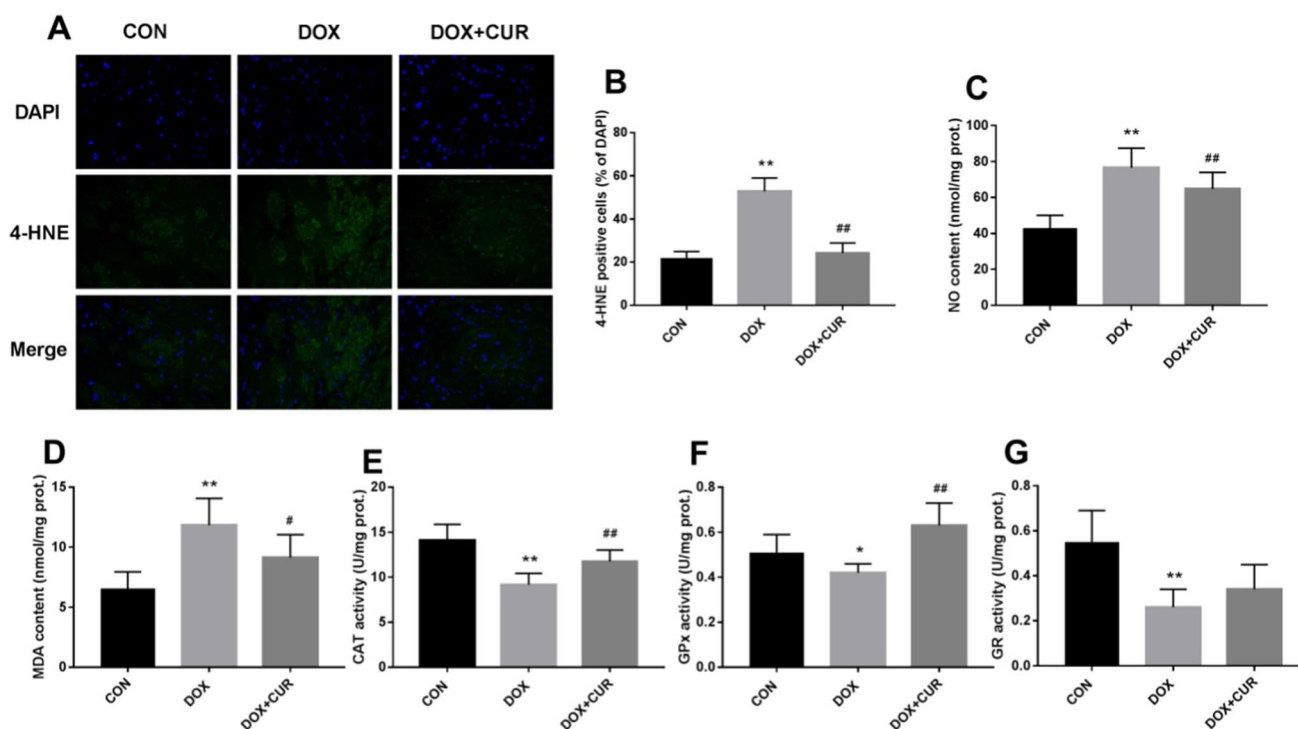 A
CON DOX DOX+CUR
DAPI
4-HNE
Merge
B
4-HNE positive cells (% of DAPI)
80
60
40
20
0
**
##
CON DOX DOX+CUR
C
NO content (nmol/mg prot.)
100
80
60
40
20
0
**
##
CON DOX DOX+CUR
D
MDA content (nmol/mg prot.)
15
10
5
0
**
#
CON DOX DOX+CUR
E
CAT activity (U/mg prot.)
20
15
10
5
0
**
##
CON DOX DOX+CUR
F
GPx activity (U/mg prot.)
0.8
0.6
0.4
0.2
0.0
*
##
CON DOX DOX+CUR
G
GR activity (U/mg prot.)
0.8
0.6
0.4
0.2
0.0
**
CON DOX DOX+CUR